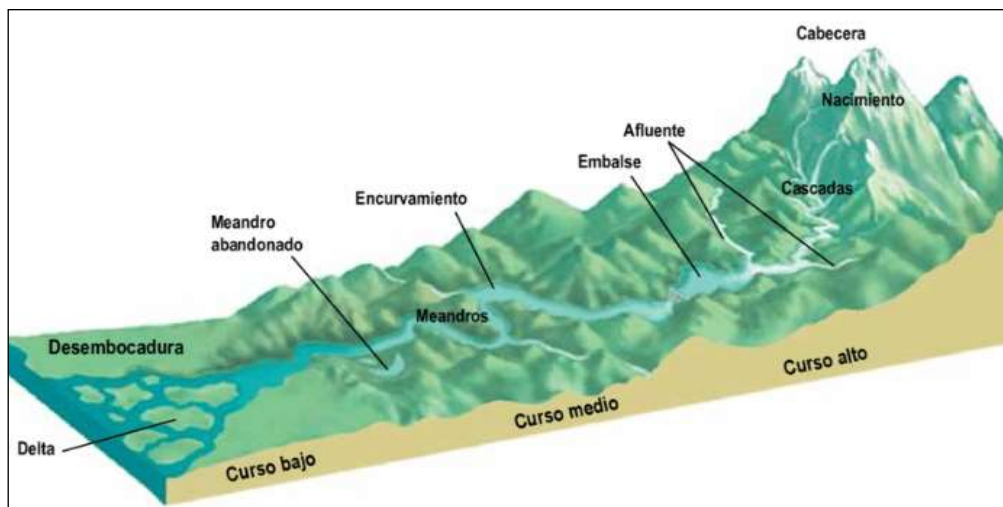 Cabecera
Nacimiento
Afluente
Embalse
Cascadas
Encurvamiento
Meandro
abandonado
Meandros
Desembocadura
Delta
Curso bajo
Curso medio
Curso alto